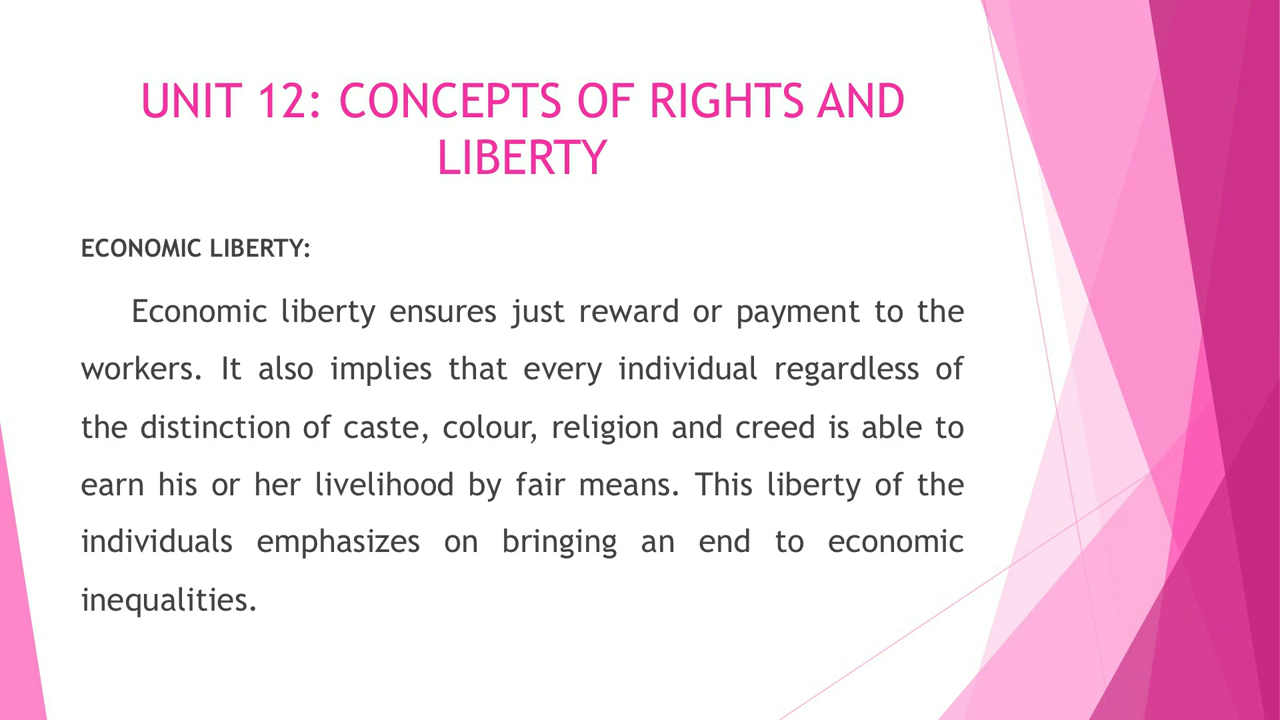 UNIT 12: CONCEPTS OF RIGHTS AND
LIBERTY
ECONOMIC LIBERTY:
Economic liberty ensures just reward or payment to the
workers. It also implies that every individual regardless of
the distinction of caste, colour, religion and creed is able to
earn his or her livelihood by fair means. This liberty of the
individuals emphasizes on bringing an end to economic
inequalities.